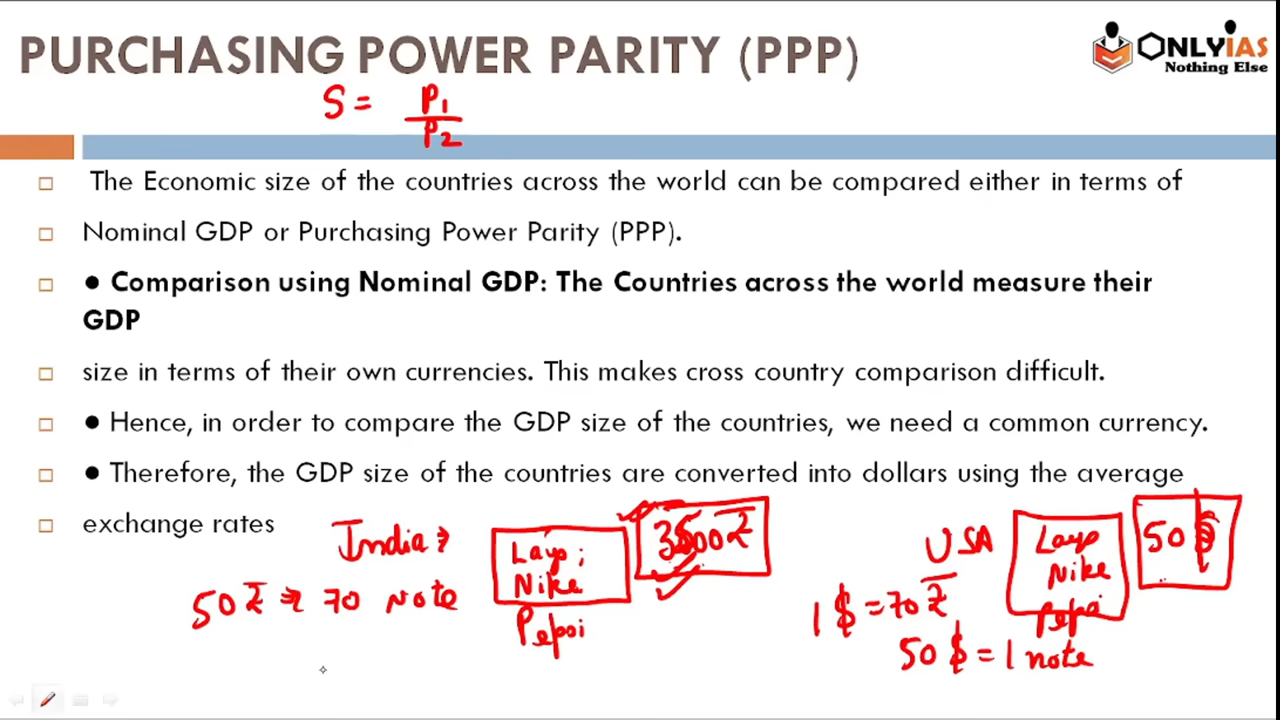 PURCHASING POWER PARITY (PPP)
ONLYIAS
Nothing Else
S = P1
P2
The Economic size of the countries across the world can be compared either in terms of
Nominal GDP or Purchasing Power Parity (PPP).
● Comparison using Nominal GDP: The Countries across the world measure their
GDP
size in terms of their own currencies. This makes cross country comparison difficult.
● Hence, in order to compare the GDP size of the countries, we need a common currency.
● Therefore, the GDP size of the countries are converted into dollars using the average
exchange rates
India
Lays;
Nike
Pepsi
3500 ₹
50 ₹ 70 Note
USA
Lays
Nike
Pepsi
50 $
1 $ = 70 ₹
50 $ = 1 note